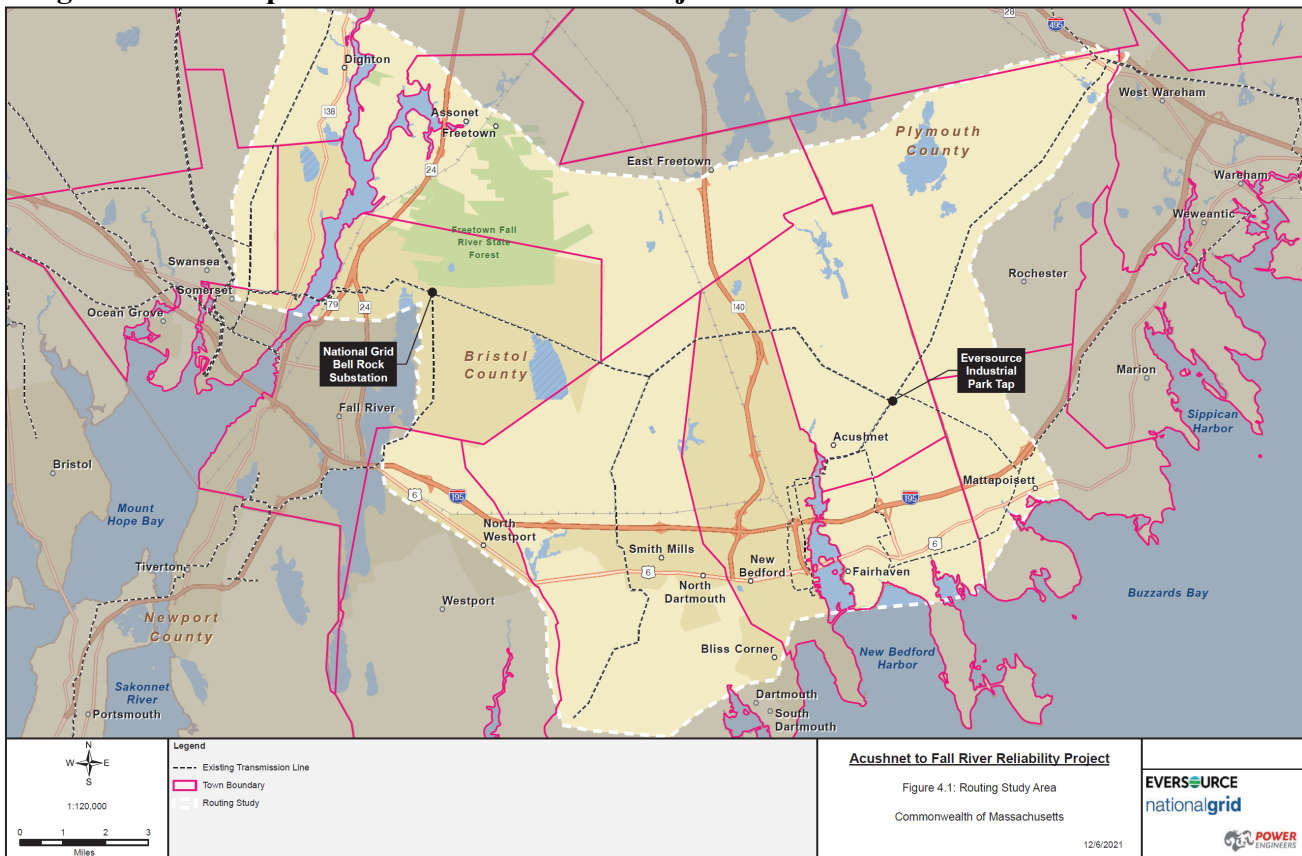 28
495
Dighton
West Wareham
138
Assonet
Freetown
Plymouth
County
East Freetown
24
Wareham
Weweantic
Freetown Fall
River State
Forest
Swansea
Rochester
Somerset
79
24
140
Ocean Grove
National Grid
Bell Rock
Substation
Bristol
County
Eversource
Industrial
Park Tap
Marion
Sippican
Harbor
Fall River
Acushnet
Bristol
Mattapoisett
6
195
195
Mount
Hope Bay
North
Westport
Smith Mills
6
6
New
Bedford
Fairhaven
Tiverton
North
Dartmouth
Buzzards Bay
Westport
Newport
County
Bliss Corner
New Bedford
Harbor
Sakonnet
River
Dartmouth
South
Dartmouth
Portsmouth
N
W E
S
1:120,000
0 1 2 3
Miles
Legend
Existing Transmission Line
Town Boundary
Routing Study
Acushnet to Fall River Reliability Project
Figure 4.1: Routing Study Area
Commonwealth of Massachusetts
12/6/2021
EVERSOURCE
nationalgrid
POWER
ENGINEERS